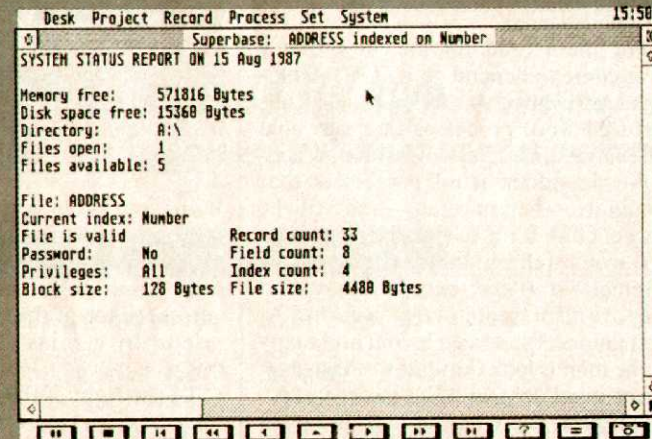 Desk Project Record Process Set System 15:50
Superbase: ADDRESS indexed on Number
SYSTEM STATUS REPORT ON 15 Aug 1987
Memory free: 571816 Bytes
Disk space free: 15360 Bytes
Directory: A:\
Files open: 1
Files available: 5
File: ADDRESS
Current index: Number
File is valid Record count: 33
Password: No Field count: 8
Privileges: All Index count: 4
Block size: 128 Bytes File size: 4480 Bytes